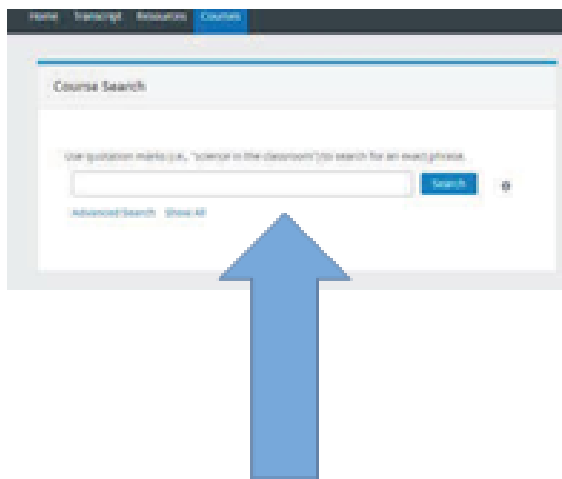 Home Transcript Resources Courses
Course Search
Use quotation marks (i.e., "science in the classroom") to search for an exact phrase.
Search
Advanced Search Show All